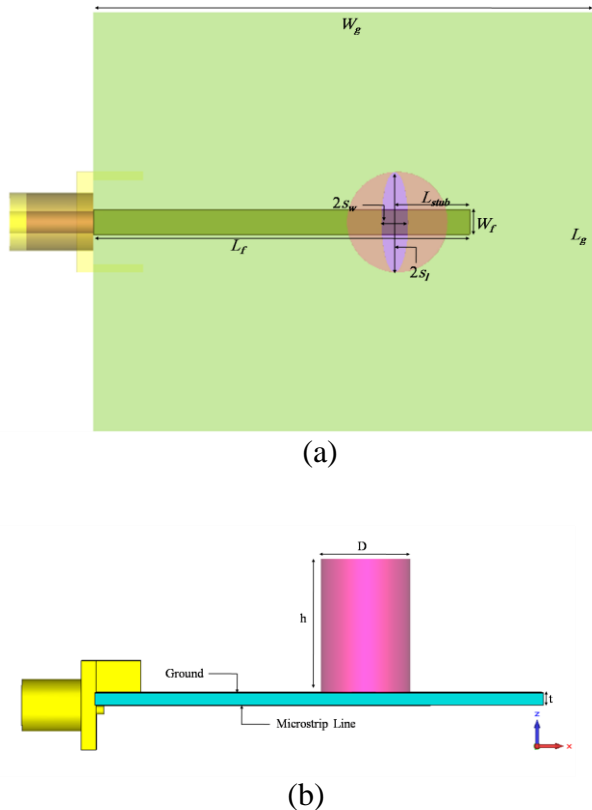 W_g
2s_w
L_stub
W_f
L_f
L_g
2s_l
(a)
D
h
Ground
t
Microstrip Line
z
x
(b)